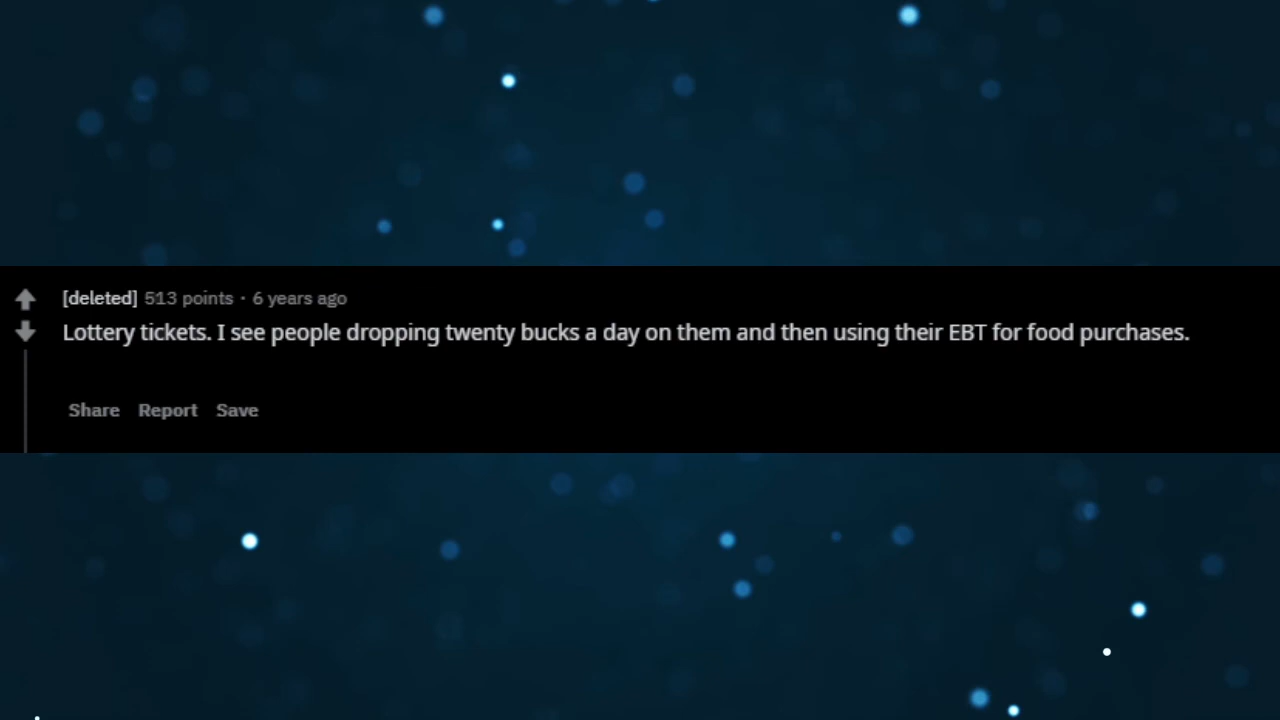 [deleted] 513 points · 6 years ago
Lottery tickets. I see people dropping twenty bucks a day on them and then using their EBT for food purchases.
Share Report Save